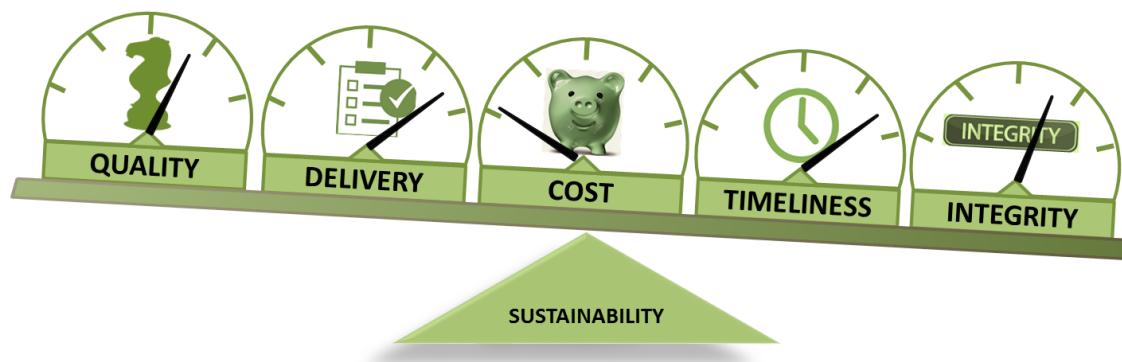 QUALITY
DELIVERY
COST
TIMELINESS
INTEGRITY
INTEGRITY
SUSTAINABILITY